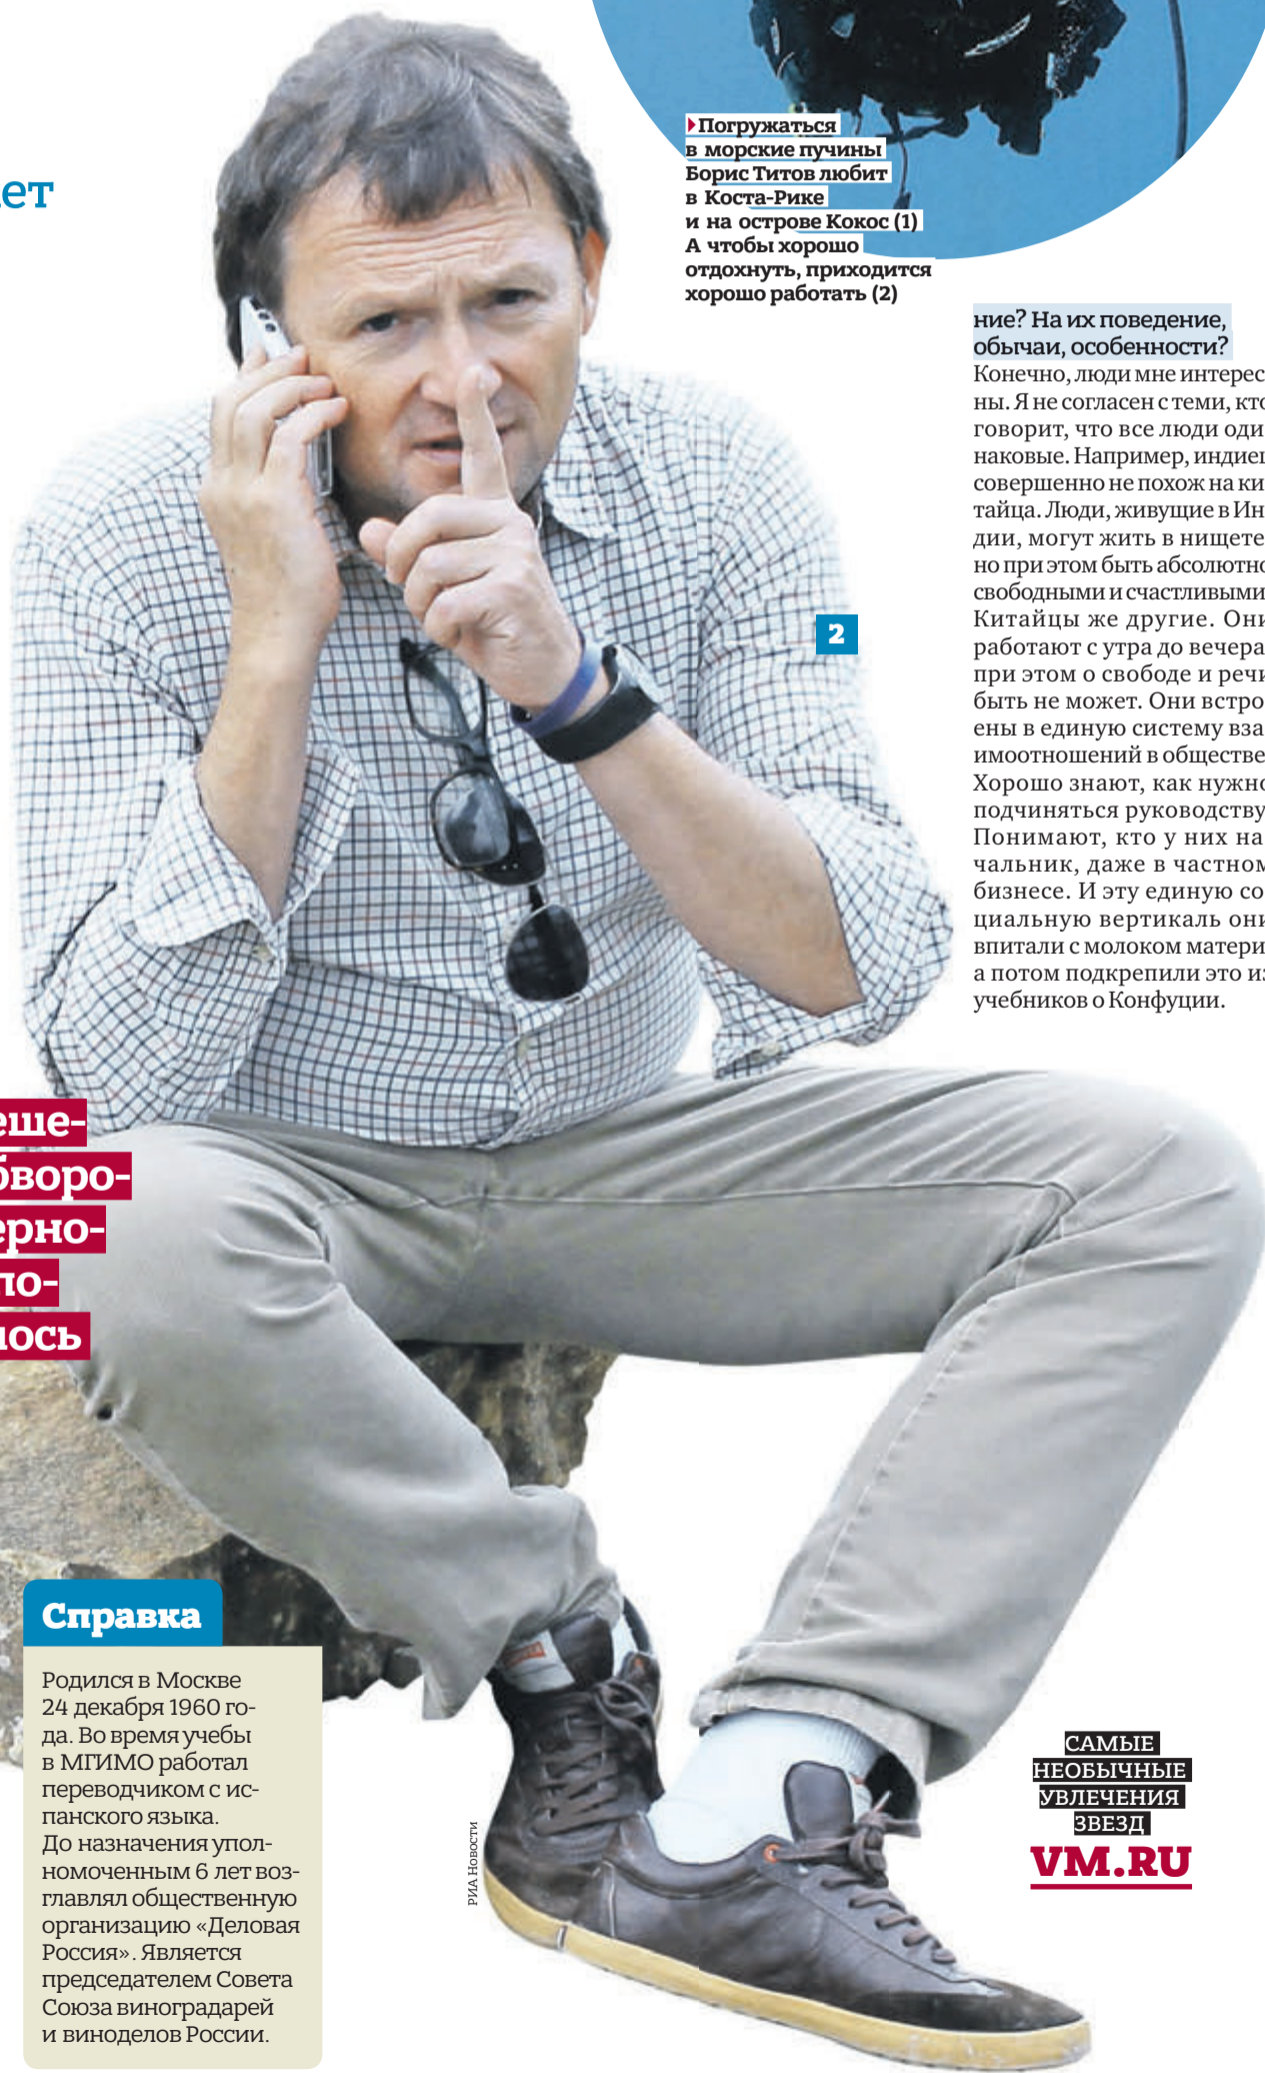 ет
Погружаться
в морские пучины
Борис Титов любит
в Коста-Рике
и на острове Кокос (1)
А чтобы хорошо
отдохнуть, приходится
хорошо работать (2)
ние? На их поведение,
обычаи, особенности?
Конечно, люди мне интерес
ны. Я не согласен с теми, кто
говорит, что все люди оди
наковые. Например, индиец
совершенно не похож на ки
тайца. Люди, живущие в Ин
дии, могут жить в нищете
но при этом быть абсолютно
свободными и счастливыми
Китайцы же другие. Они
работают с утра до вечера
при этом о свободе и речи
быть не может. Они встро
ены в единую систему вза
имоотношений в обществе
Хорошо знают, как нужно
подчиняться руководству
Понимают, кто у них на
чальник, даже в частном
бизнесе. И эту единую со
циальную вертикаль они
впитали с молоком матери
а потом подкрепили это из
учебников о Конфуции.
2
еше-
бворо-
ерно-
по-
лось
Справка
Родился в Москве
24 декабря 1960 го-
да. Во время учебы
в МГИМО работал
переводчиком с ис-
панского языка.
До назначения упол-
номоченным 6 лет воз-
главлял общественную
организацию «Деловая
Россия». Является
председателем Совета
Союза виноградарей
и виноделов России.
РИА Новости
САМЫЕ
НЕОБЫЧНЫЕ
УВЛЕЧЕНИЯ
ЗВЕЗД
VM.RU